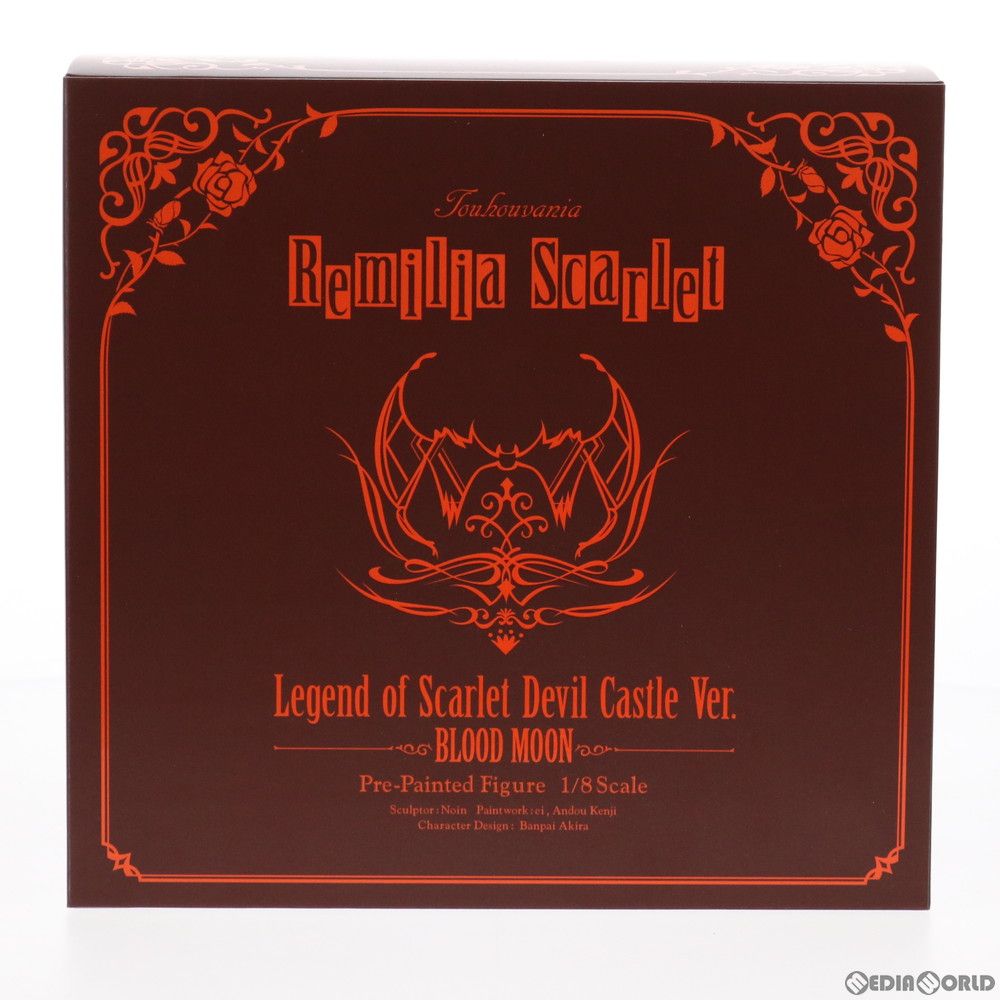 Touhouvania
Remilia Scarlet
Legend of Scarlet Devil Castle Ver.
BLOOD MOON
Pre-Painted Figure 1/8 Scale
Sculptor : Noin Paintwork : ei , Andou Kenji
Character Design : Banpai Akira
MEDIAWORLD